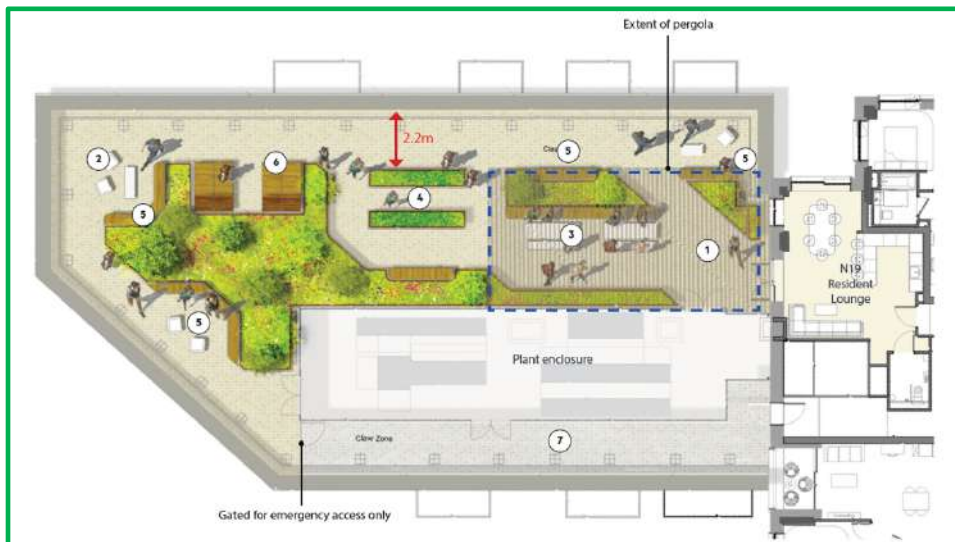 Extent of pergola
2.2m
2
6
5
5
4
5
3
1
N19
Resident
Lounge
5
Plant enclosure
Claw Zone
7
Gated for emergency access only